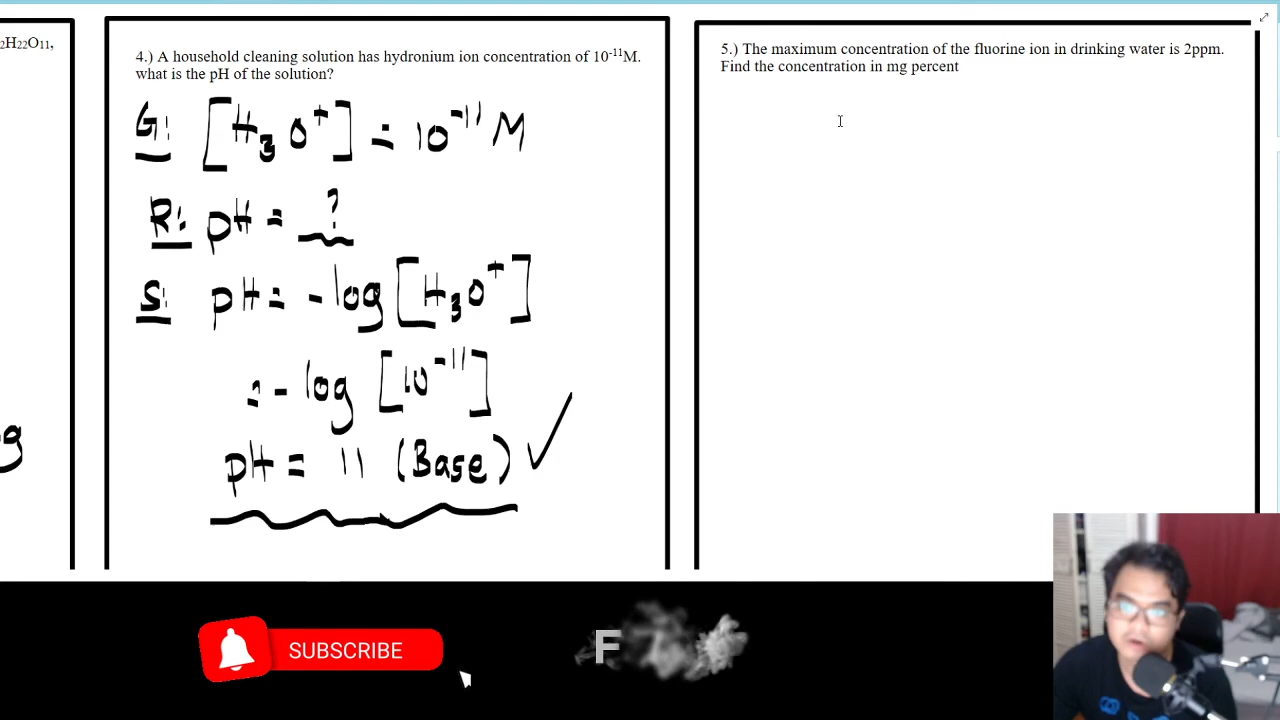 2H22O11,
g
4.) A household cleaning solution has hydronium ion concentration of 10⁻¹¹M.
what is the pH of the solution?
G: [H₃O⁺] = 10⁻¹¹ M
R: pH = ?
S: pH = -log [H₃O⁺]
= -log [10⁻¹¹]
pH = 11 (Base) ✓
5.) The maximum concentration of the fluorine ion in drinking water is 2ppm.
Find the concentration in mg percent
SUBSCRIBE
F